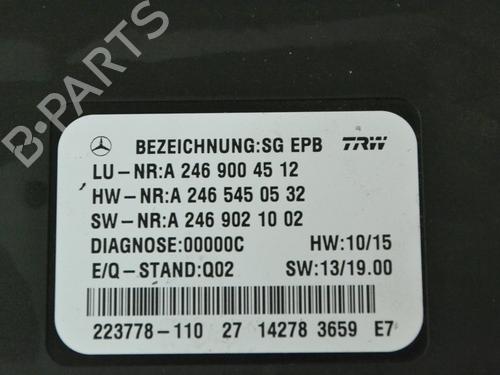 B-PARTS
BEZEICHNUNG:SG EPB TRW
LU-NR:A 246 900 45 12
HW-NR:A 246 545 05 32
SW-NR:A 246 902 10 02
DIAGNOSE:00000C HW:10/15
E/Q-STAND:Q02 SW:13/19.00
223778-110 27 14278 3659 E7